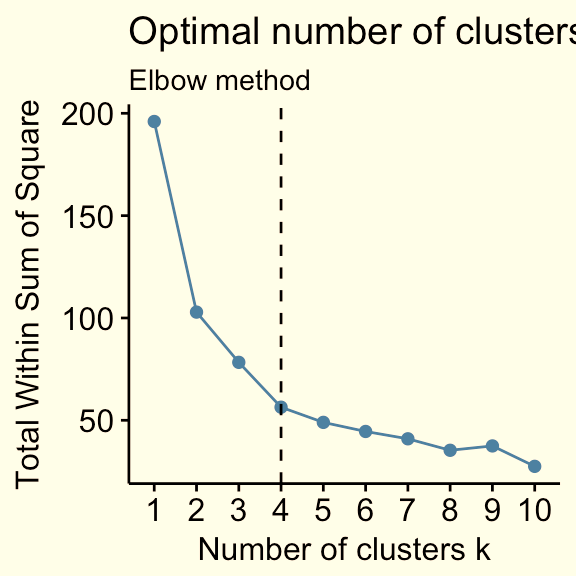 Optimal number of clusters
Elbow method
Total Within Sum of Square
200
150
100
50
1 2 3 4 5 6 7 8 9 10
Number of clusters k